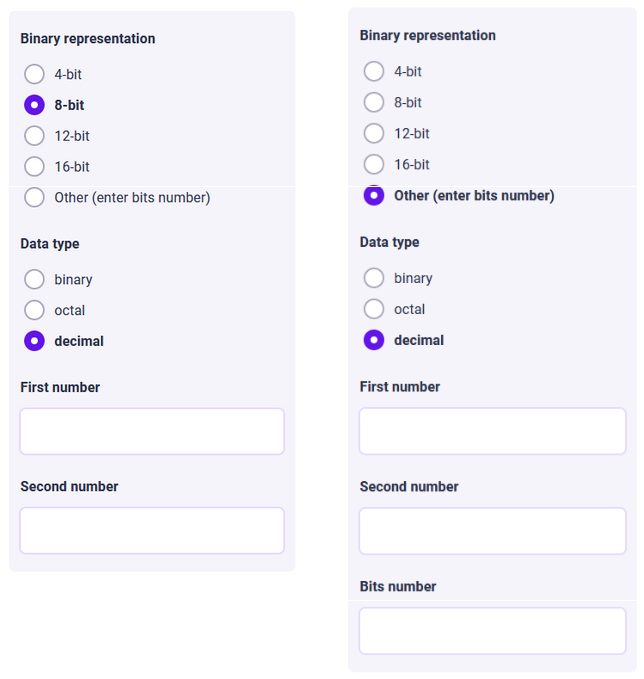 Binary representation
4-bit
8-bit
12-bit
16-bit
Other (enter bits number)
Data type
binary
octal
decimal
First number
Second number
Binary representation
4-bit
8-bit
12-bit
16-bit
Other (enter bits number)
Data type
binary
octal
decimal
First number
Second number
Bits number